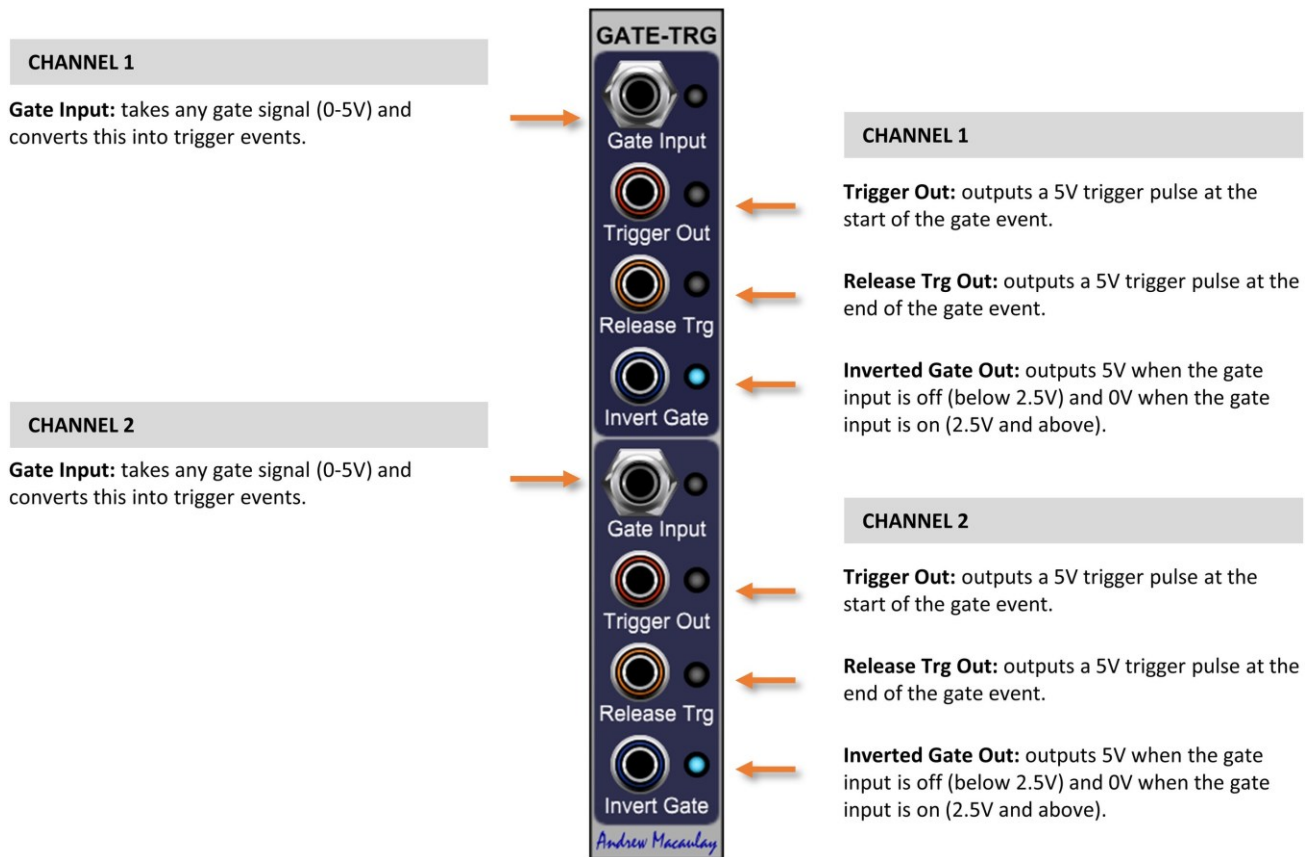 CHANNEL 1
Gate Input: takes any gate signal (0-5V) and
converts this into trigger events.
CHANNEL 2
Gate Input: takes any gate signal (0-5V) and
converts this into trigger events.
GATE-TRG
Gate Input
Trigger Out
Release Trg
Invert Gate
Gate Input
Trigger Out
Release Trg
Invert Gate
Andrew Macaulay
CHANNEL 1
Trigger Out: outputs a 5V trigger pulse at the
start of the gate event.
Release Trg Out: outputs a 5V trigger pulse at the
end of the gate event.
Inverted Gate Out: outputs 5V when the gate
input is off (below 2.5V) and 0V when the gate
input is on (2.5V and above).
CHANNEL 2
Trigger Out: outputs a 5V trigger pulse at the
start of the gate event.
Release Trg Out: outputs a 5V trigger pulse at the
end of the gate event.
Inverted Gate Out: outputs 5V when the gate
input is off (below 2.5V) and 0V when the gate
input is on (2.5V and above).